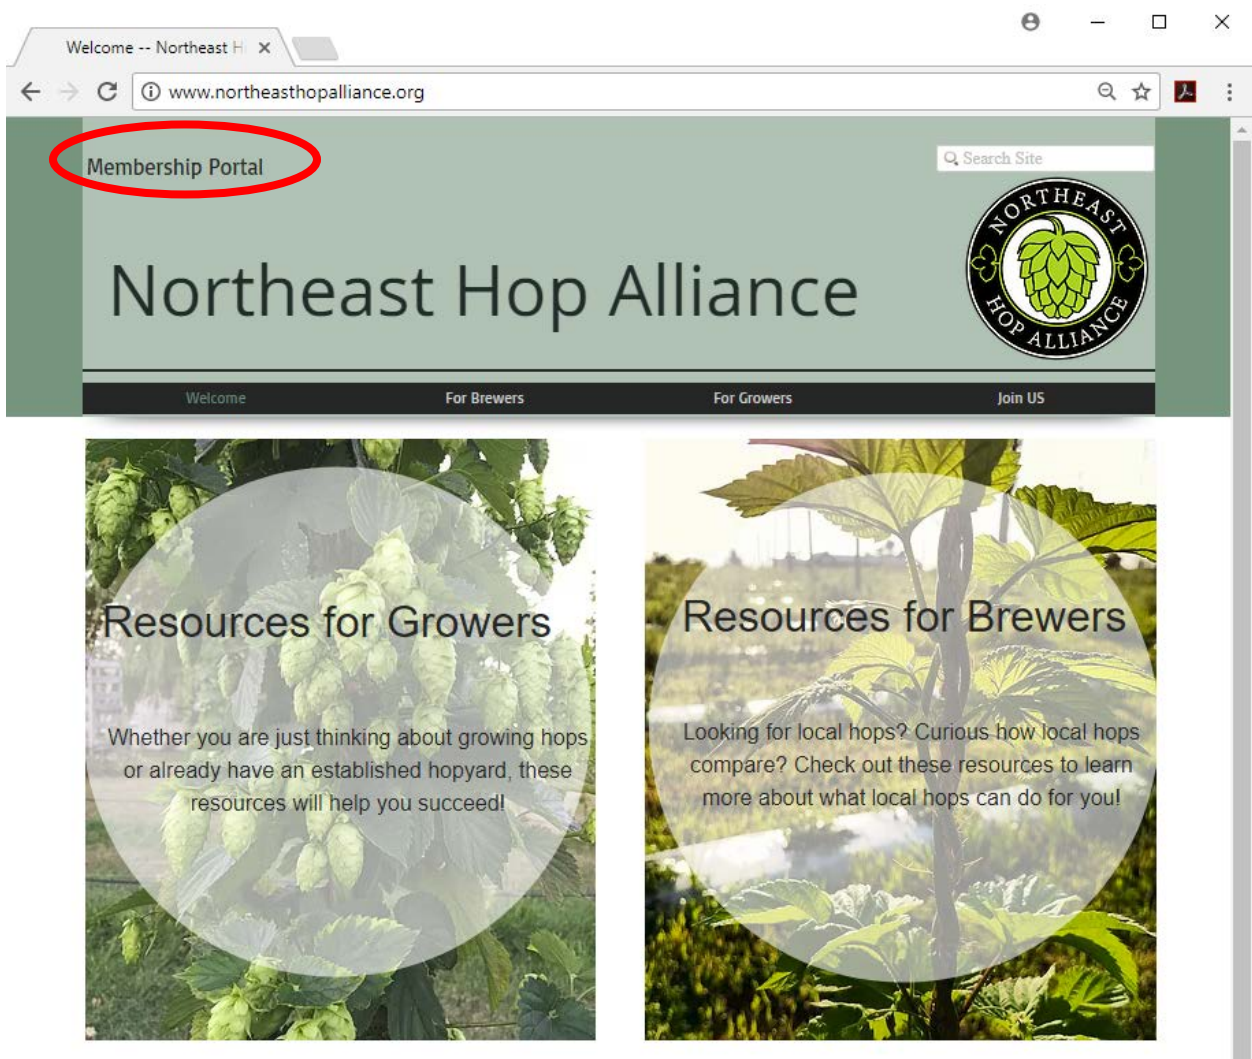 Welcome -- Northeast H
www.northeasthopalliance.org
Membership Portal
Search Site
NORTHEAST
HOP ALLIANCE
Northeast Hop Alliance
Welcome
For Brewers
For Growers
Join US
Resources for Growers
Whether you are just thinking about growing hops
or already have an established hopyard, these
resources will help you succeed!
Resources for Brewers
Looking for local hops? Curious how local hops
compare? Check out these resources to learn
more about what local hops can do for you!